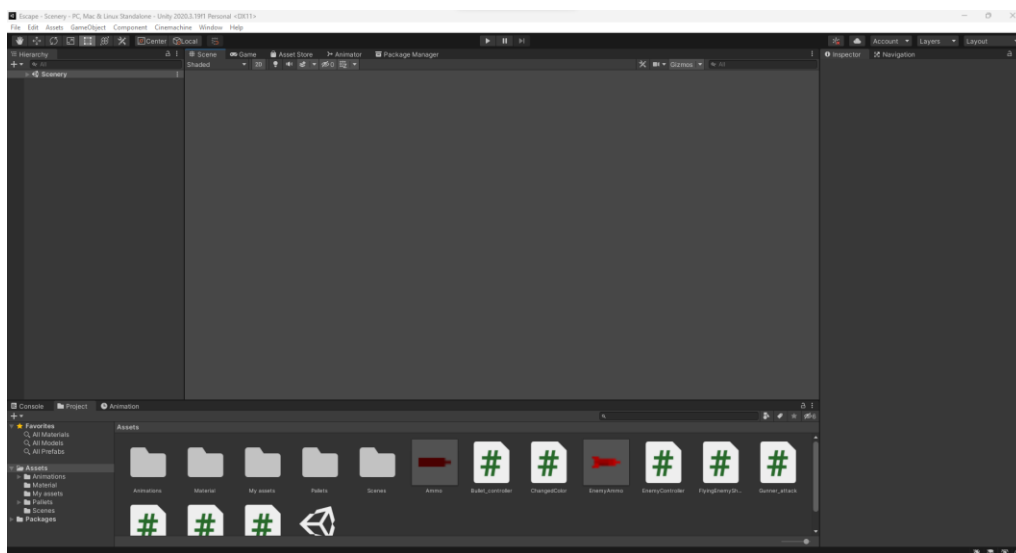 Escape - Scenery - PC, Mac & Linux Standalone - Unity 2020.3.19f1 Personal <DX11>
File Edit Assets GameObject Component Cinemachine Window Help
Center Local Account Layers Layout
Hierarchy Scene Game Asset Store Animator Package Manager Inspector Navigation
All Shaded 2D 0 Gizmos All
Scenery
Console Project Animation
Favorites
All Materials
All Models
All Prefabs
Assets
Animations
Material
My assets
Pallets
Scenes
Packages
Assets
Animations Material My assets Pallets Scenes Ammo Bullet_controller ChangedColor EnemyAmmo EnemyController FlyingEnemySh... Gunner_attack